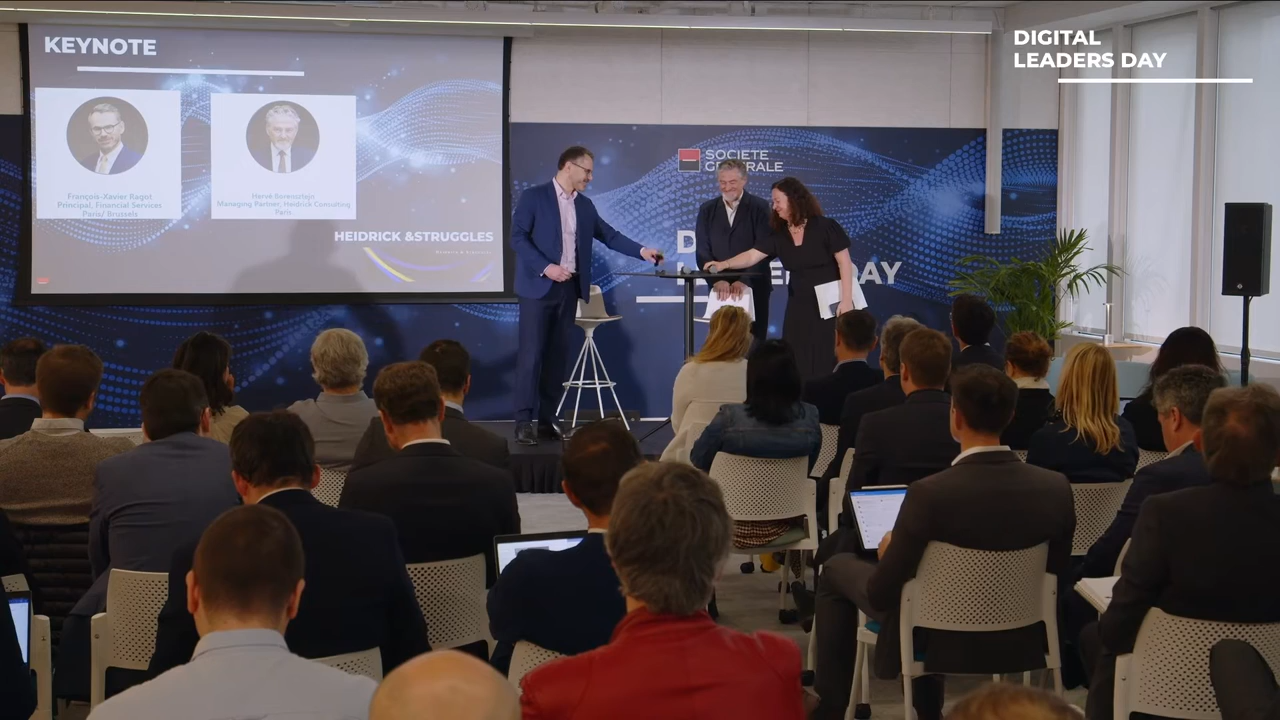 KEYNOTE
François-Xavier Ragot
Principal, Financial Services
Paris/ Brussels
Hervé Borensztejn
Managing Partner, Heidrick Consulting
Paris
HEIDRICK &STRUGGLES
DIGITAL
LEADERS DAY
SOCIETE
GENERALE
D
L
AY